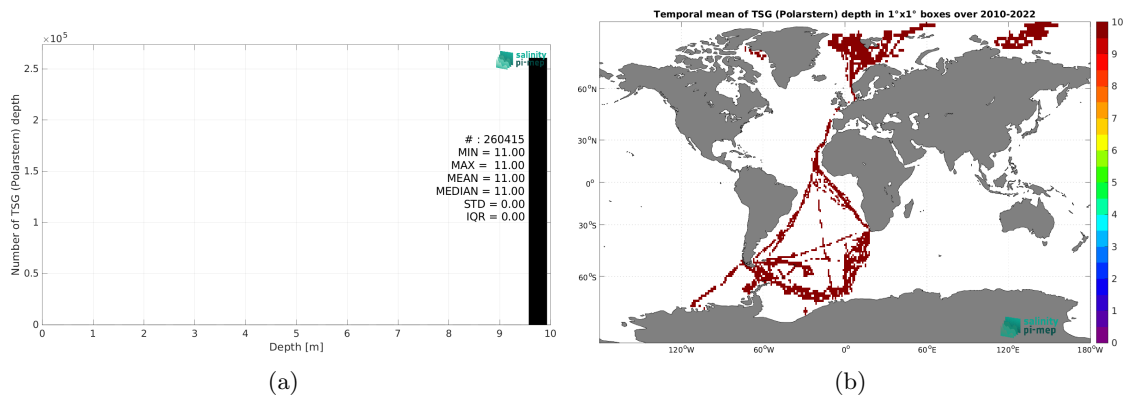 ×10⁵
2.5
2
1.5
1
0.5
0
0 1 2 3 4 5 6 7 8 9 10
Number of TSG (Polarstern) depth
Depth [m]
salinity
pi-mep
# : 260415
MIN = 11.00
MAX = 11.00
MEAN = 11.00
MEDIAN = 11.00
STD = 0.00
IQR = 0.00
(a)
Temporal mean of TSG (Polarstern) depth in 1°x1° boxes over 2010-2022
60°N
30°N
0°
30°S
60°S
120°W 60°W 0° 60°E 120°E 180°W
salinity
pi-mep
10
9
8
7
6
5
4
3
2
1
0
(b)